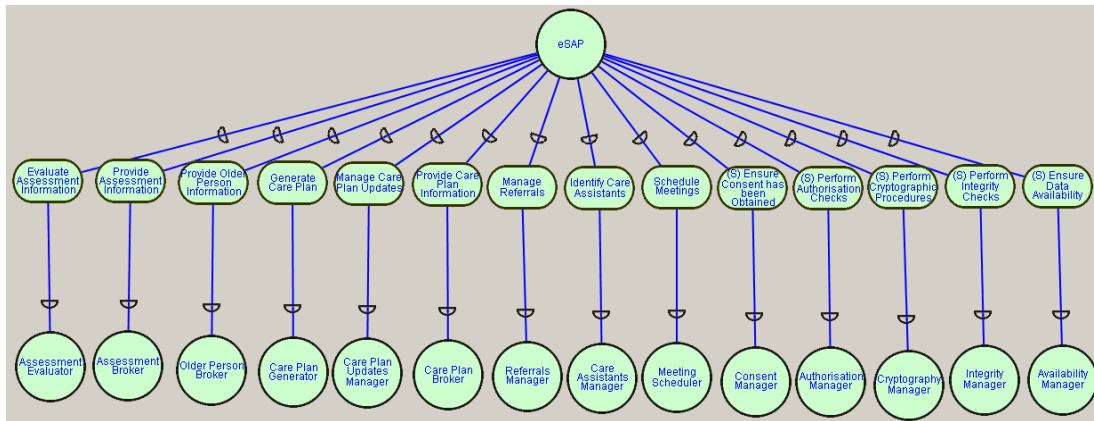 eSAP
Evaluate
Assessment
Information
Provide
Assessment
Information
Provide Older
Person
Information
Generate
Care Plan
Manage Care
Plan Updates
Provide Care
Plan
Information
Manage
Referrals
Identify Care
Assistants
Schedule
Meetings
(S) Ensure
Consent has
been
Obtained
(S) Perform
Authorisation
Checks
(S) Perform
Cryptographic
Procedures
(S) Perform
Integrity
Checks
(S) Ensure
Data
Availability
Assessment
Evaluator
Assessment
Broker
Older Person
Broker
Care Plan
Generator
Care Plan
Updates
Manager
Care Plan
Broker
Referrals
Manager
Care
Assistants
Manager
Meeting
Scheduler
Consent
Manager
Authorisation
Manager
Cryptography
Manager
Integrity
Manager
Availability
Manager